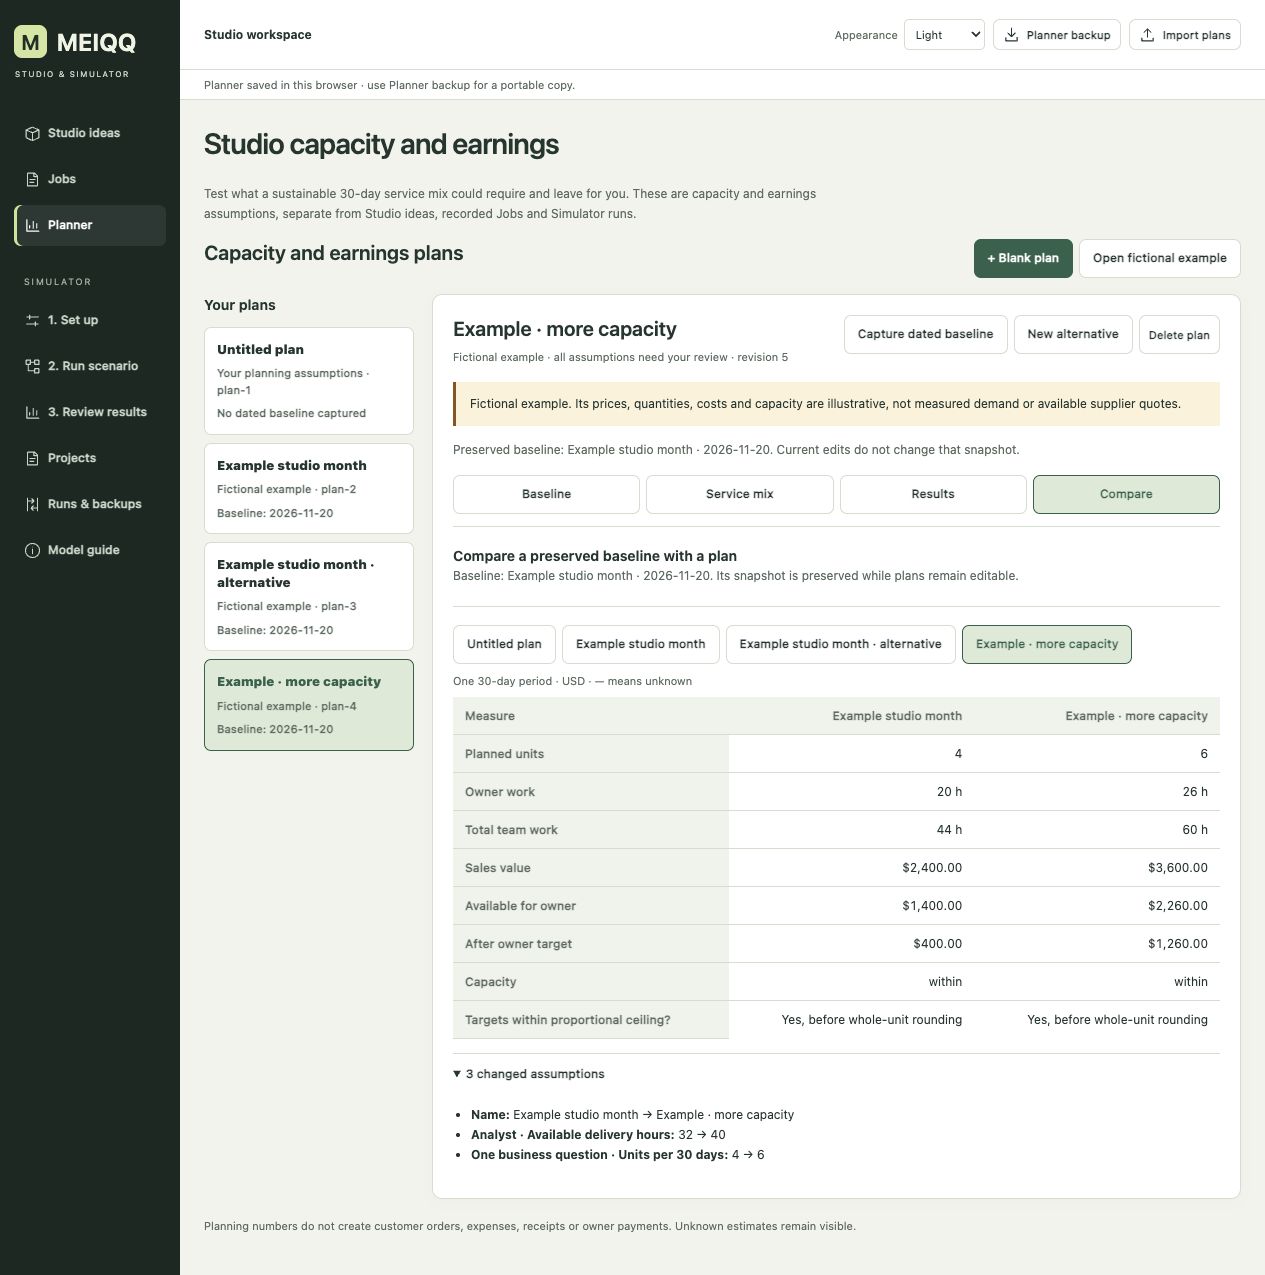 M MEIQQ
STUDIO & SIMULATOR
Studio ideas
Jobs
Planner
SIMULATOR
1. Set up
2. Run scenario
3. Review results
Projects
Runs & backups
Model guide
Studio workspace
Appearance
Light
Planner backup
Import plans
Planner saved in this browser · use Planner backup for a portable copy.
Studio capacity and earnings
Test what a sustainable 30-day service mix could require and leave for you. These are capacity and earnings
assumptions, separate from Studio ideas, recorded Jobs and Simulator runs.
Capacity and earnings plans
+ Blank plan
Open fictional example
Your plans
Untitled plan
Your planning assumptions ·
plan-1
No dated baseline captured
Example studio month
Fictional example · plan-2
Baseline: 2026-11-20
Example studio month ·
alternative
Fictional example · plan-3
Baseline: 2026-11-20
Example · more capacity
Fictional example · plan-4
Baseline: 2026-11-20
Example · more capacity
Fictional example · all assumptions need your review · revision 5
Capture dated baseline
New alternative
Delete plan
Fictional example. Its prices, quantities, costs and capacity are illustrative, not measured demand or available supplier quotes.
Preserved baseline: Example studio month · 2026-11-20. Current edits do not change that snapshot.
Baseline
Service mix
Results
Compare
Compare a preserved baseline with a plan
Baseline: Example studio month · 2026-11-20. Its snapshot is preserved while plans remain editable.
Untitled plan
Example studio month
Example studio month · alternative
Example · more capacity
One 30-day period · USD · — means unknown
Measure Example studio month Example · more capacity
Planned units 4 6
Owner work 20 h 26 h
Total team work 44 h 60 h
Sales value $2,400.00 $3,600.00
Available for owner $1,400.00 $2,260.00
After owner target $400.00 $1,260.00
Capacity within within
Targets within proportional ceiling? Yes, before whole-unit rounding Yes, before whole-unit rounding
▼ 3 changed assumptions
• Name: Example studio month → Example · more capacity
• Analyst · Available delivery hours: 32 → 40
• One business question · Units per 30 days: 4 → 6
Planning numbers do not create customer orders, expenses, receipts or owner payments. Unknown estimates remain visible.